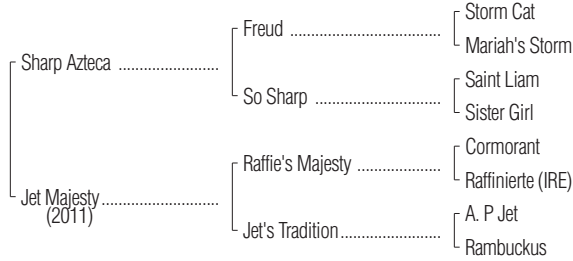 Storm Cat
Freud ..............................
Mariah's Storm
Sharp Azteca ....................
Saint Liam
So Sharp .........................
Sister Girl
Cormorant
Raffie's Majesty ................
Raffinierte (IRE)
Jet Majesty........................
(2011)
A. P Jet
Jet's Tradition....................
Rambuckus